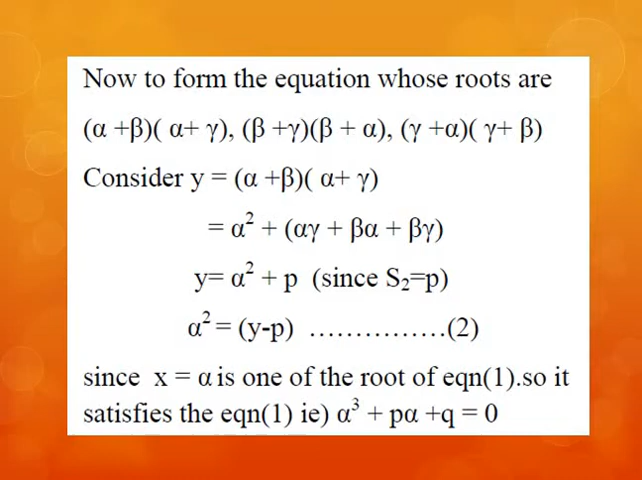 Now to form the equation whose roots are
(α +β)( α+ γ), (β +γ)(β + α), (γ +α)( γ+ β)
Consider y = (α +β)( α+ γ)
= α² + (αγ + βα + βγ)
y= α² + p (since S₂=p)
α² = (y-p) ……………(2)
since x = α is one of the root of eqn(1).so it
satisfies the eqn(1) ie) α³ + pα +q = 0